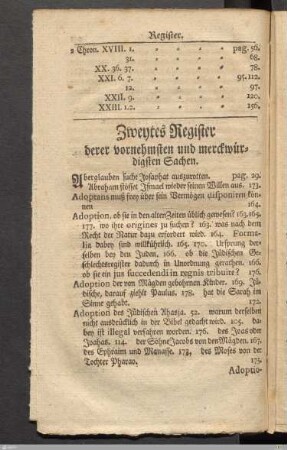 Register.
2 Chron. XVIII. 1. pag. 56.
31. 68.
XX. 36. 37. 78.
XXI. 6. 7. 95. 112.
12. 97.
XXII. 9. 120.
XXIII. 1.2. 156.
Zweytes Register
derer vornehmsten und merckwür-
digsten Sachen.
Aberglauben sucht Josaphat auszurotten. pag. 29.
Abraham stösset Ismael wieder seinen Willen aus. 173.
Adoptans muß frey über sein Vermögen disponiren kön-
nen 164.
Adoption. ob sie in den alten Zeiten üblich gewesen? 163.165.
177. wo ihre origines zu suchen? 163. was nach dem
Recht der Natur dazu erfodert wird. 164. Formu-
ln dabey sind willkührlich. 165. 170. Ursprung der-
selben bey den Juden. 166. ob die Jüdischen Ge-
schlechtsregister dadurch in Unordnung gerathen. 166.
ob sie ein jus succedendi in regnis tribuire? 176.
Adoption der von Mägden gebohrnen Kinder. 169. Jü-
dische, darauf zielst Paulus. 178. hat die Sarah im
Sinne gehabt. 172.
Adoption des Jüdischen Ahasja. 52. warum derselben
nicht ausdrücklich in der Bibel gedacht wird. 105. da-
bey ist illegal verfahren worden. 176. des Joas oder
Joahas. 114. der Söhne Jacobs von den Mägden. 167.
des Ephraim und Manasse. 173. des Moses von der
Tochter Pharao. 175.
Adoptio-